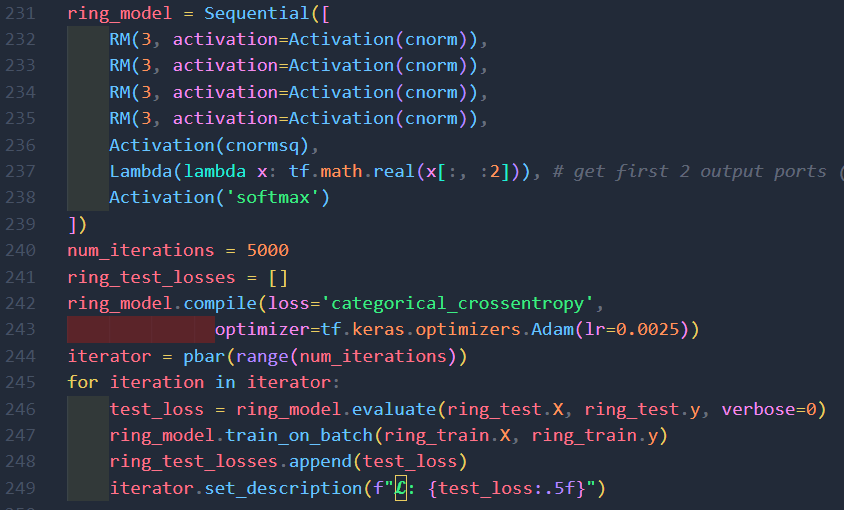 231 ring_model = Sequential([
232     RM(3, activation=Activation(cnorm)),
233     RM(3, activation=Activation(cnorm)),
234     RM(3, activation=Activation(cnorm)),
235     RM(3, activation=Activation(cnorm)),
236     Activation(cnormsq),
237     Lambda(lambda x: tf.math.real(x[:, :2])), # get first 2 output ports (
238     Activation('softmax')
239 ])
240 num_iterations = 5000
241 ring_test_losses = []
242 ring_model.compile(loss='categorical_crossentropy',
243               optimizer=tf.keras.optimizers.Adam(lr=0.0025))
244 iterator = pbar(range(num_iterations))
245 for iteration in iterator:
246     test_loss = ring_model.evaluate(ring_test.X, ring_test.y, verbose=0)
247     ring_model.train_on_batch(ring_train.X, ring_train.y)
248     ring_test_losses.append(test_loss)
249     iterator.set_description(f"ℒ: {test_loss:.5f}")